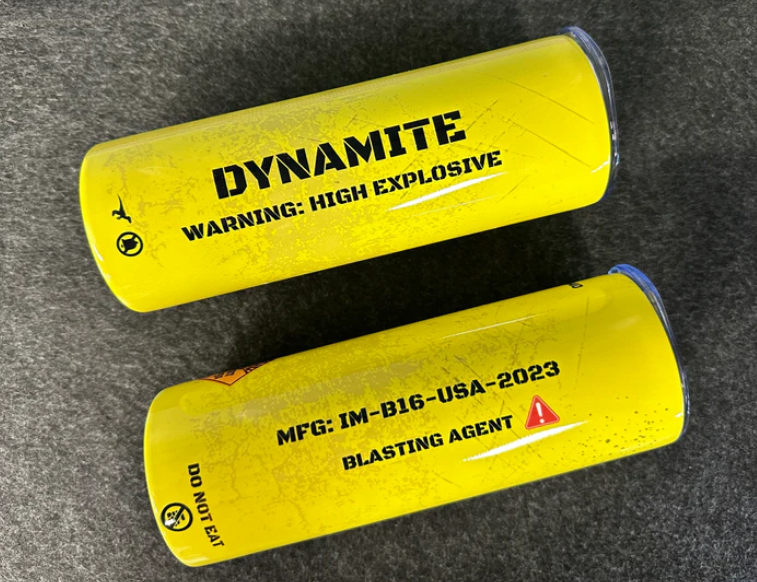 DYNAMITE
WARNING: HIGH EXPLOSIVE
MFG: IM-B16-USA-2023
BLASTING AGENT
DO NOT EAT